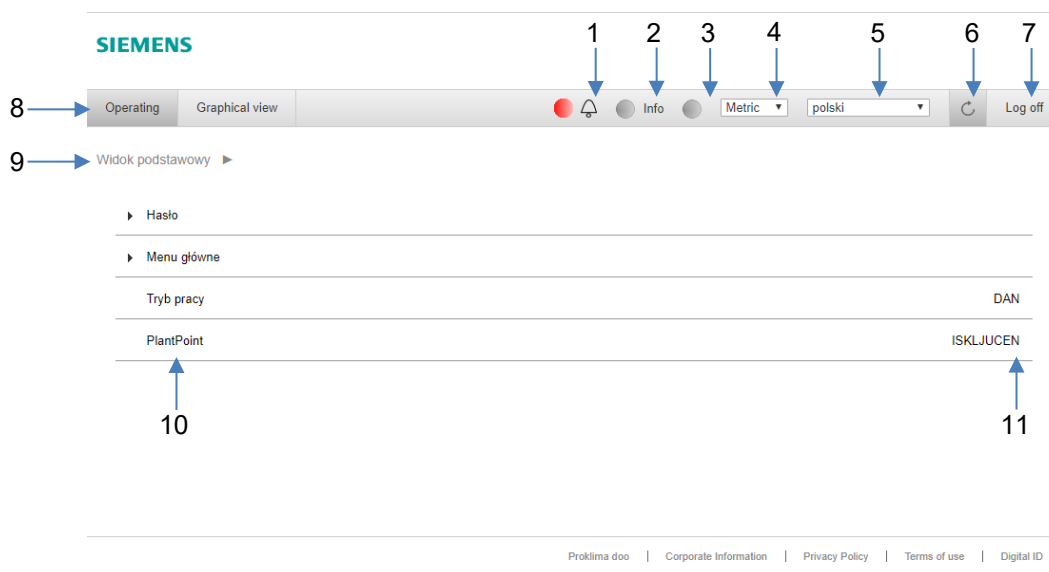 1 2 3 4 5 6 7
SIEMENS
8 Operating Graphical view Info Metric polski Log off
9 Widok podstawowy
Hasło
Menu główne
Tryb pracy DAN
PlantPoint ISKLJUCEN
10 11
Proklima doo | Corporate Information | Privacy Policy | Terms of use | Digital ID